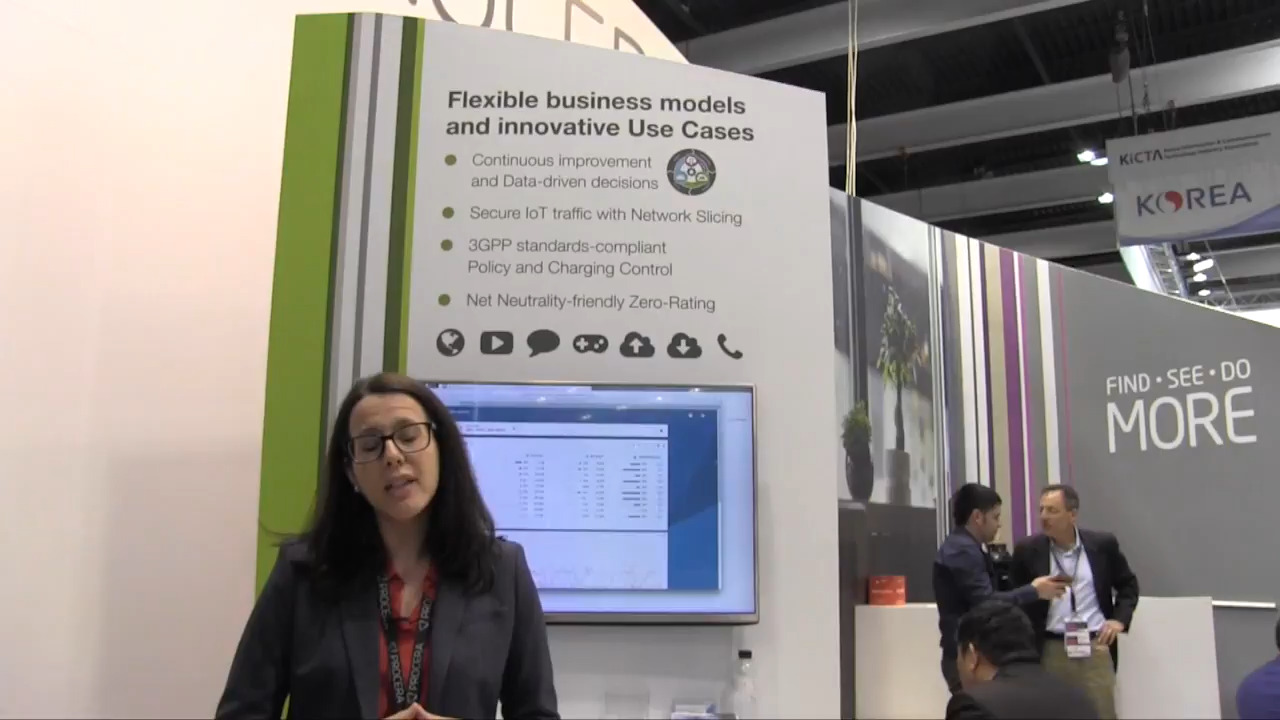 Flexible business models
and innovative Use Cases
Continuous improvement
and Data-driven decisions
Secure IoT traffic with Network Slicing
3GPP standards-compliant
Policy and Charging Control
Net Neutrality-friendly Zero-Rating
KiCTA
KOREA
FIND · SEE · DO
MORE
PROCERA
PROCERA